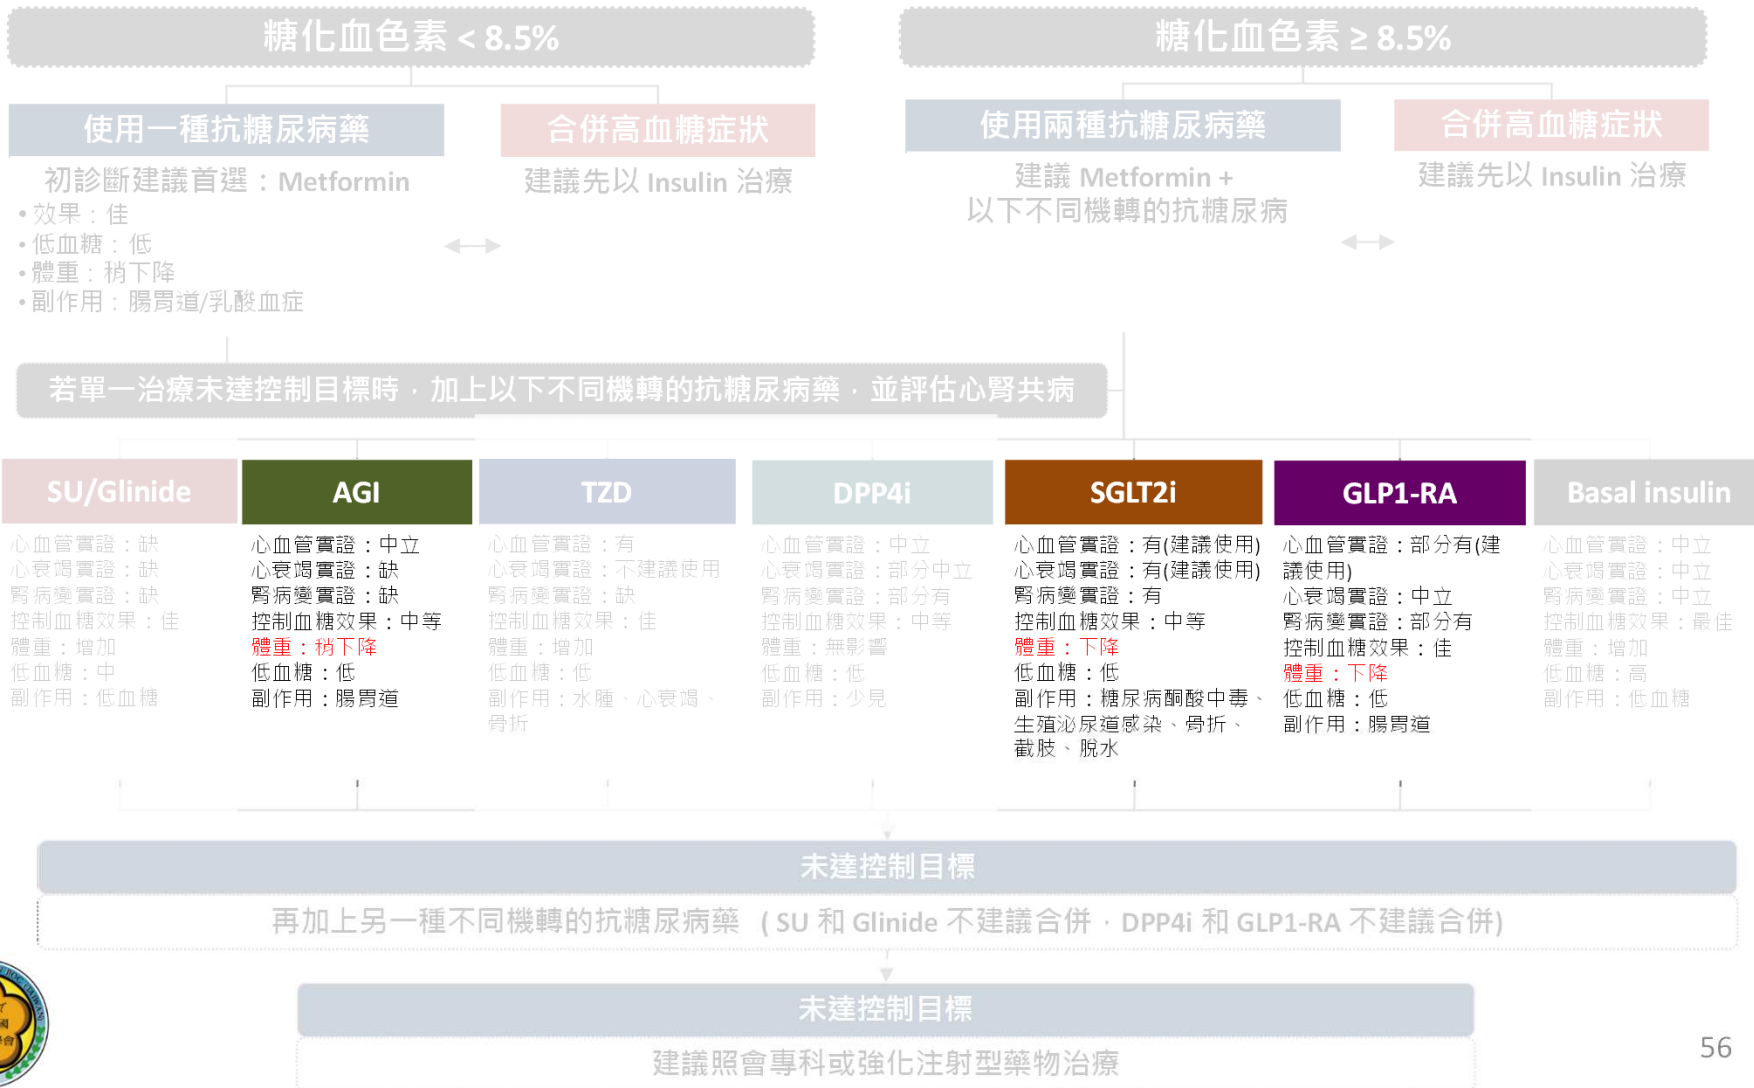 糖化血色素 < 8.5%
使用一種抗糖尿病藥
初診斷建議首選：Metformin
• 效果：佳
• 低血糖：低
• 體重：稍下降
• 副作用：腸胃道/乳酸血症
合併高血糖症狀
建議先以 Insulin 治療
糖化血色素 ≥ 8.5%
使用兩種抗糖尿病藥
建議 Metformin +
以下不同機轉的抗糖尿病
合併高血糖症狀
建議先以 Insulin 治療
若單一治療未達控制目標時，加上以下不同機轉的抗糖尿病藥，並評估心腎共病
SU/Glinide
心血管實證：缺
心衰竭實證：缺
腎病變實證：缺
控制血糖效果：佳
體重：增加
低血糖：中
副作用：低血糖
AGI
心血管實證：中立
心衰竭實證：缺
腎病變實證：缺
控制血糖效果：中等
體重：稍下降
低血糖：低
副作用：腸胃道
TZD
心血管實證：有
心衰竭實證：不建議使用
腎病變實證：缺
控制血糖效果：佳
體重：增加
低血糖：低
副作用：水腫、心衰竭、
骨折
DPP4i
心血管實證：中立
心衰竭實證：部分中立
腎病變實證：部分有
控制血糖效果：中等
體重：無影響
低血糖：低
副作用：少見
SGLT2i
心血管實證：有(建議使用)
心衰竭實證：有(建議使用)
腎病變實證：有
控制血糖效果：中等
體重：下降
低血糖：低
副作用：糖尿病酮酸中毒、
生殖泌尿道感染、骨折、
截肢、脫水
GLP1-RA
心血管實證：部分有(建
議使用)
心衰竭實證：中立
腎病變實證：部分有
控制血糖效果：佳
體重：下降
低血糖：低
副作用：腸胃道
Basal insulin
心血管實證：中立
心衰竭實證：中立
腎病變實證：中立
控制血糖效果：最佳
體重：增加
低血糖：高
副作用：低血糖
未達控制目標
再加上另一種不同機轉的抗糖尿病藥 ( SU 和 Glinide 不建議合併，DPP4i 和 GLP1-RA 不建議合併)
未達控制目標
建議照會專科或強化注射型藥物治療
56